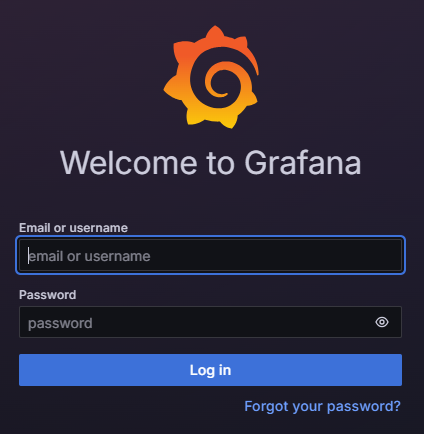 Welcome to Grafana
Email or username
email or username
Password
password
Log in
Forgot your password?